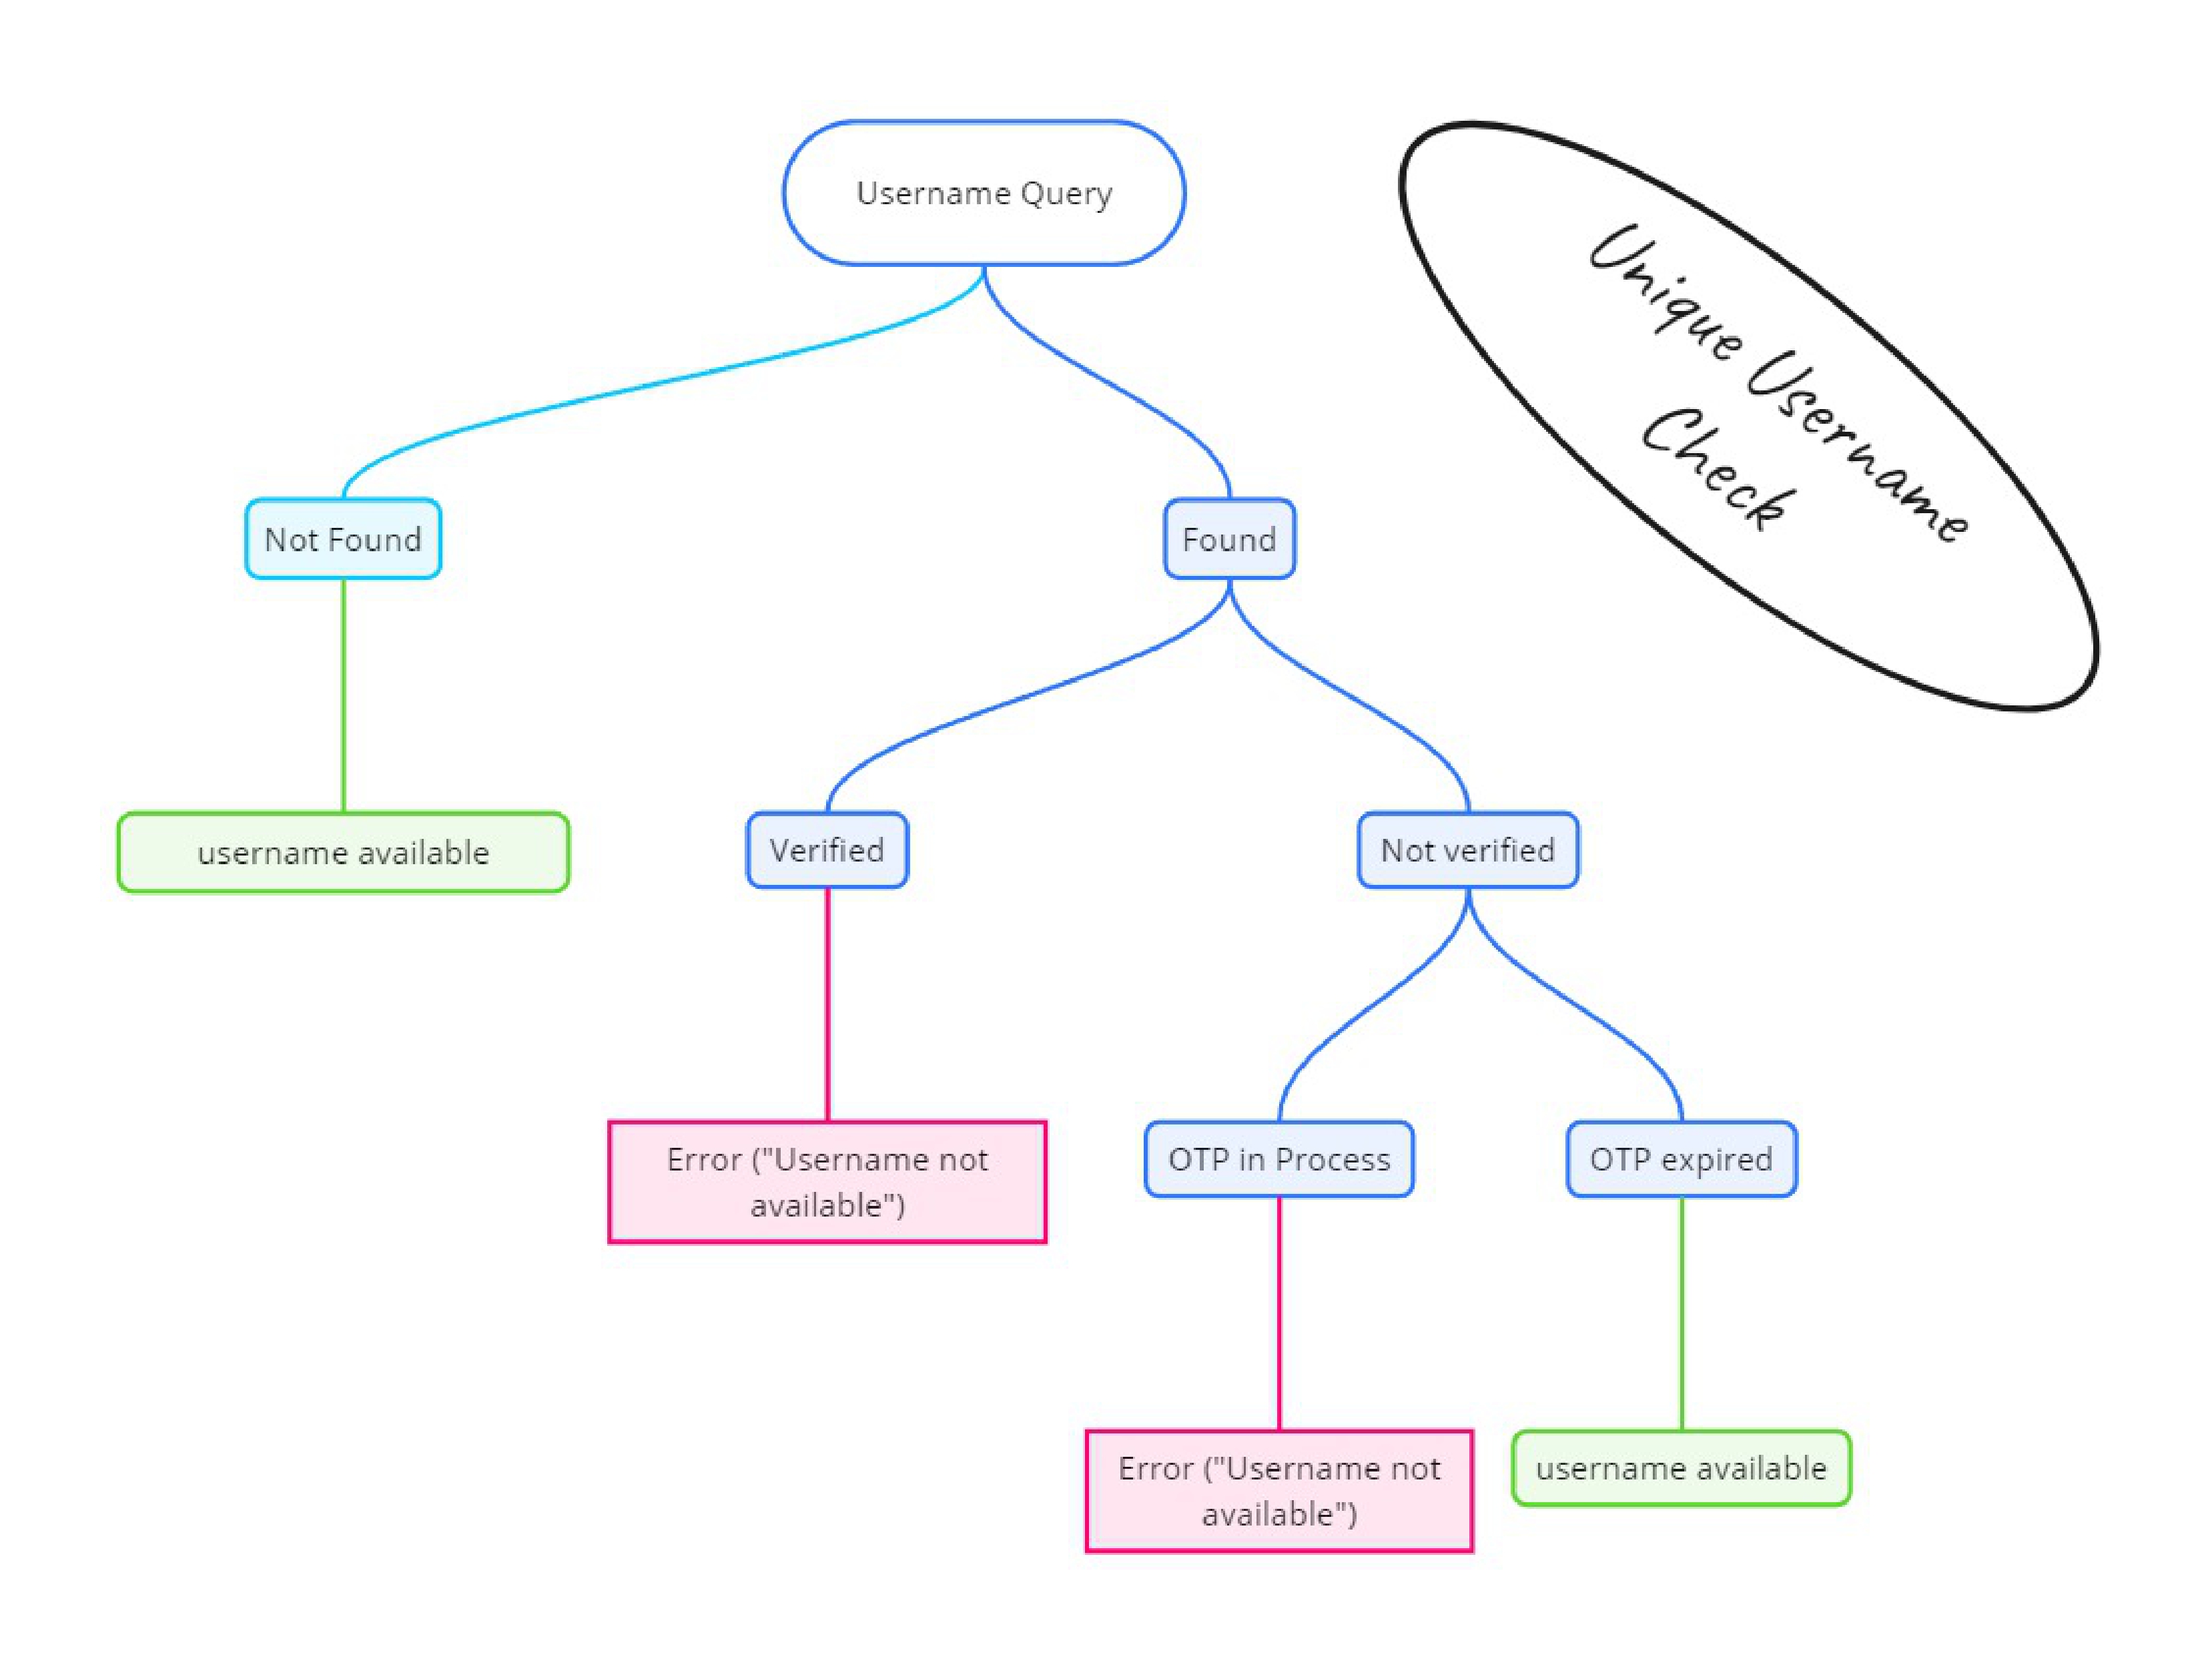 Username Query
Unique Username
Check
Not Found
Found
username available
Verified
Not verified
Error ("Username not
available")
OTP in Process
OTP expired
Error ("Username not
available")
username available